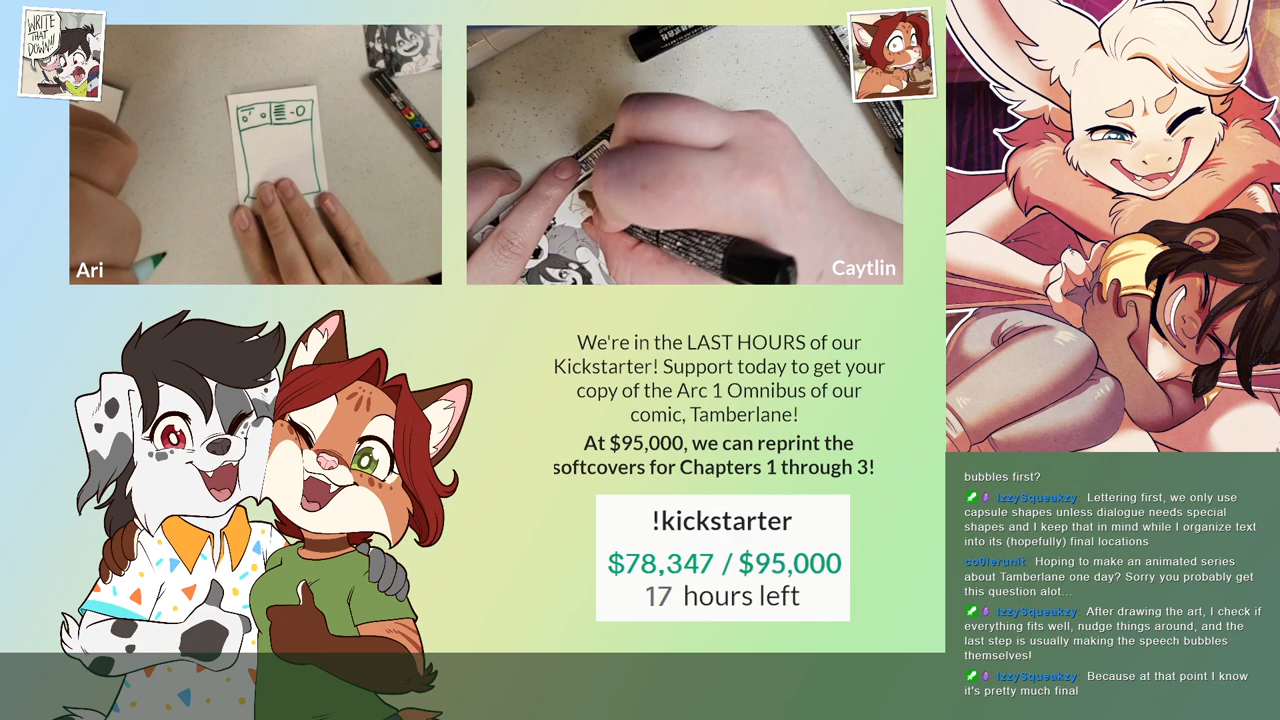 WRITE
THAT
DOWN!!!
Ari
Caytlin
We're in the LAST HOURS of our
Kickstarter! Support today to get your
copy of the Arc 1 Omnibus of our
comic, Tamberlane!
At $95,000, we can reprint the
softcovers for Chapters 1 through 3!
!kickstarter
$78,347 / $95,000
17 hours left
bubbles first?
IzzySqueakzy Lettering first, we only use
capsule shapes unless dialogue needs special
shapes and I keep that in mind while I organize text
into its (hopefully) final locations
co0lerunit Hoping to make an animated series
about Tamberlane one day? Sorry you probably get
this question alot...
IzzySqueakzy After drawing the art, I check if
everything fits well, nudge things around, and the
last step is usually making the speech bubbles
themselves!
IzzySqueakzy Because at that point I know
it's pretty much final